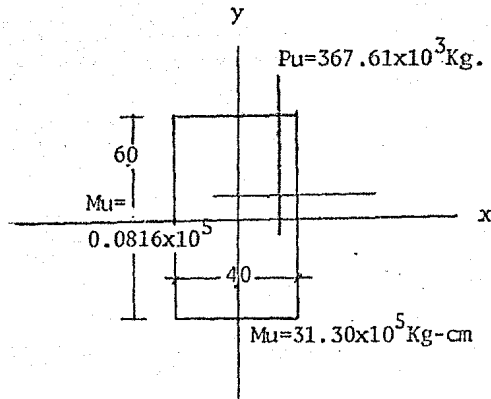 y
Pu=367.61x10³Kg.
60
Mu=
0.0816x10⁵
x
40
Mu=31.30x10⁵Kg-cm